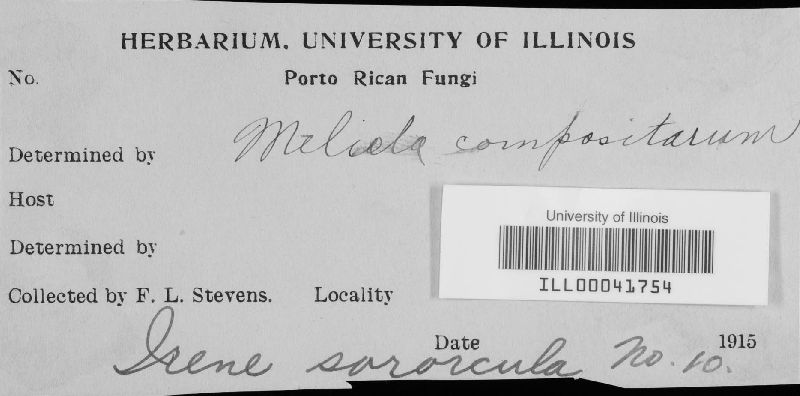 HERBARIUM. UNIVERSITY OF ILLINOIS
No. Porto Rican Fungi
Meliola compositarum
Determined by
Host
Determined by
University of Illinois
ILL00041754
Collected by F. L. Stevens. Locality
Date 1915
Irene sororcula No. 10.